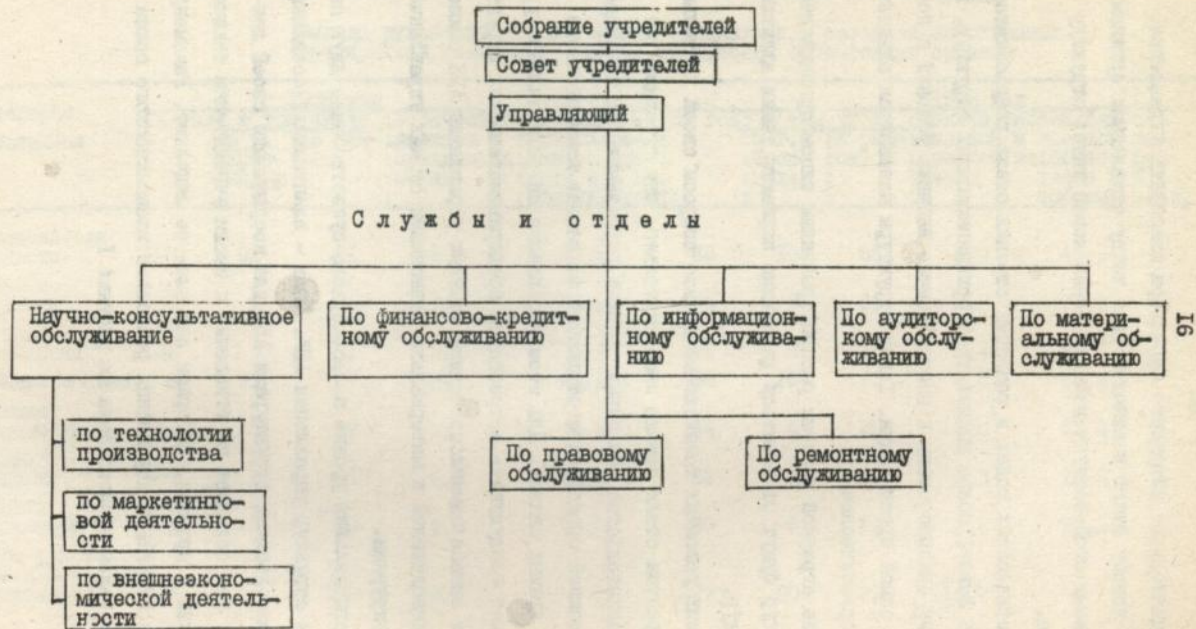 Собрание учредителей
Совет учредителей
Управляющий
Службы и отделы
Научно-консультативное
обслуживание
По финансово-кредит-
ному обслуживанию
По информацион-
ному обслужива-
нию
По аудиторс-
кому обслу-
живанию
По матери-
альному об-
служиванию
по технологии
производства
по маркетинго-
вой деятельно-
сти
по внешнеэконо-
мической деятель-
ности
По правовому
обслуживанию
По ремонтному
обслуживанию
16